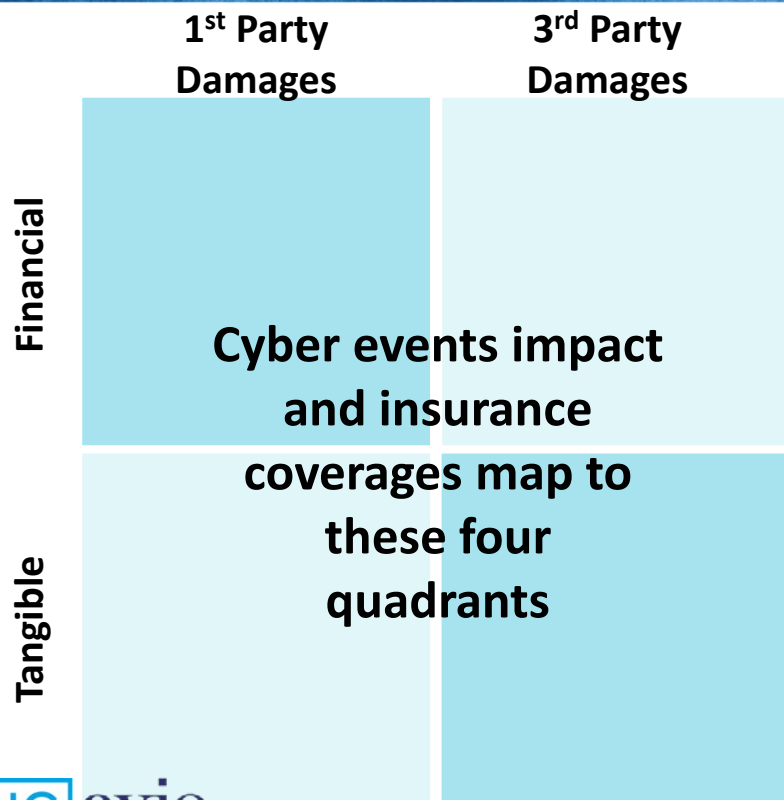 1st Party
Damages
3rd Party
Damages
Financial
Cyber events impact
and insurance
coverages map to
these four
quadrants
Tangible